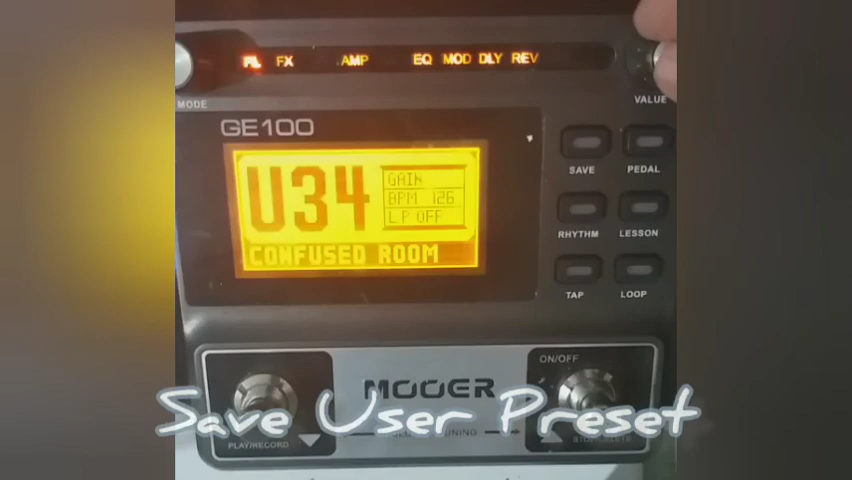 FX AMP EQ MOD DLY REV
MODE
VALUE
GE100
U34
GAIN
BPM 126
LP OFF
CONFUSED ROOM
SAVE PEDAL
RHYTHM LESSON
TAP LOOP
ON/OFF
MOOER
Save User Preset
PLAY/RECORD